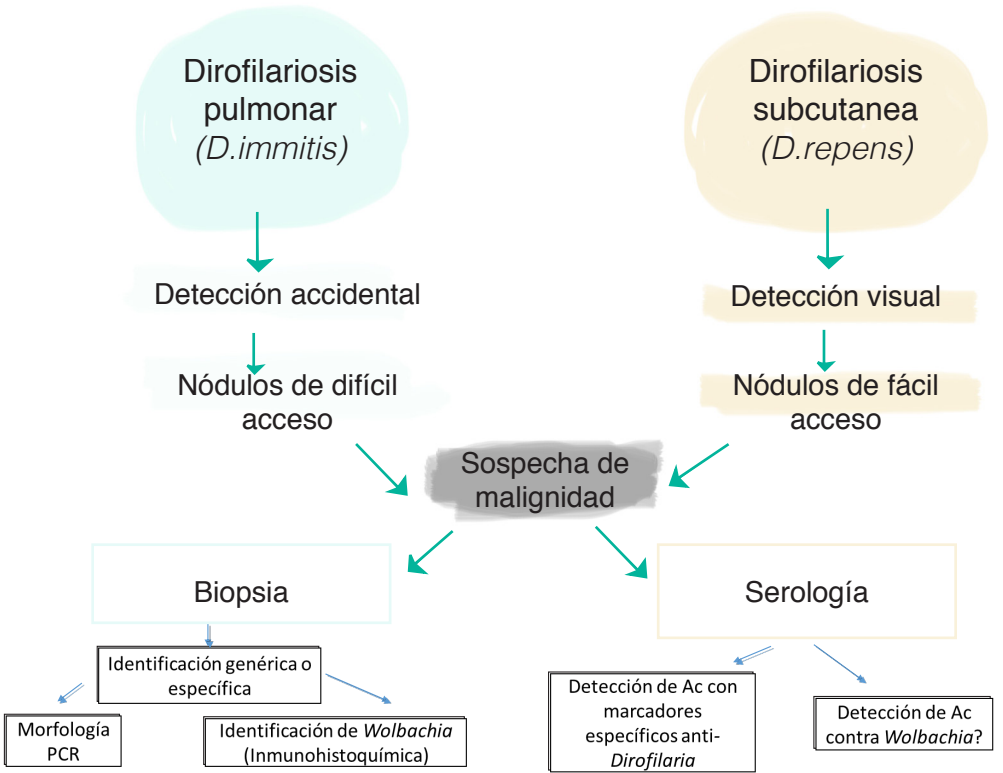 Dirofilariosis
pulmonar
(D.immitis)
Dirofilariosis
subcutanea
(D.repens)
Detección accidental
Detección visual
Nódulos de difícil
acceso
Nódulos de fácil
acceso
Sospecha de
malignidad
Biopsia
Serología
Identificación genérica o
específica
Morfología
PCR
Identificación de Wolbachia
(Inmunohistoquímica)
Detección de Ac con
marcadores
específicos anti-
Dirofilaria
Detección de Ac
contra Wolbachia?